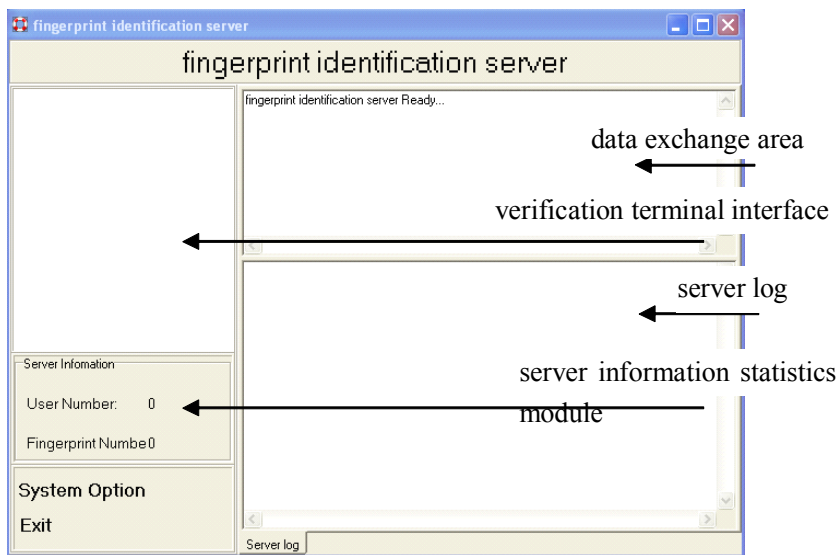 fingerprint identification server
fingerprint identification server
fingerprint identification server Ready...
data exchange area
verification terminal interface
server log
Server Infomation
User Number: 0
Fingerprint Numbe0
server information statistics
module
System Option
Exit
Server log